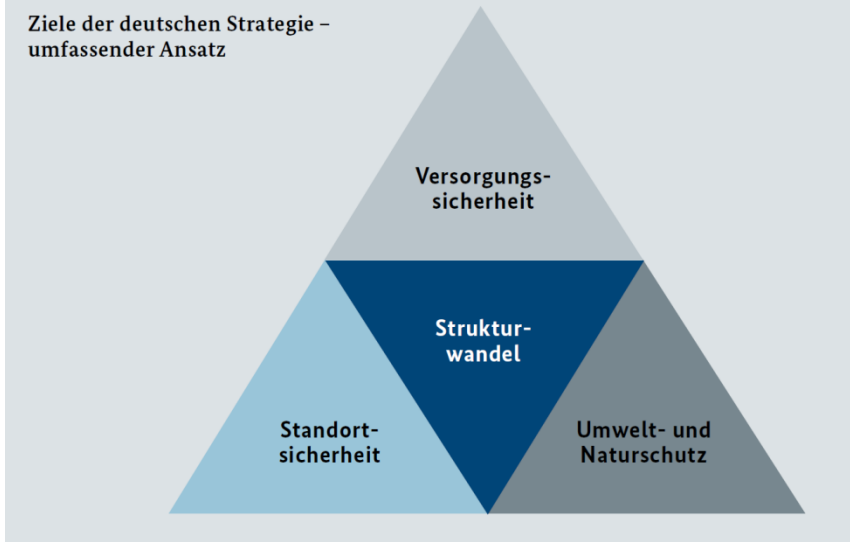 Ziele der deutschen Strategie –
umfassender Ansatz
Versorgungs-
sicherheit
Struktur-
wandel
Standort-
sicherheit
Umwelt- und
Naturschutz